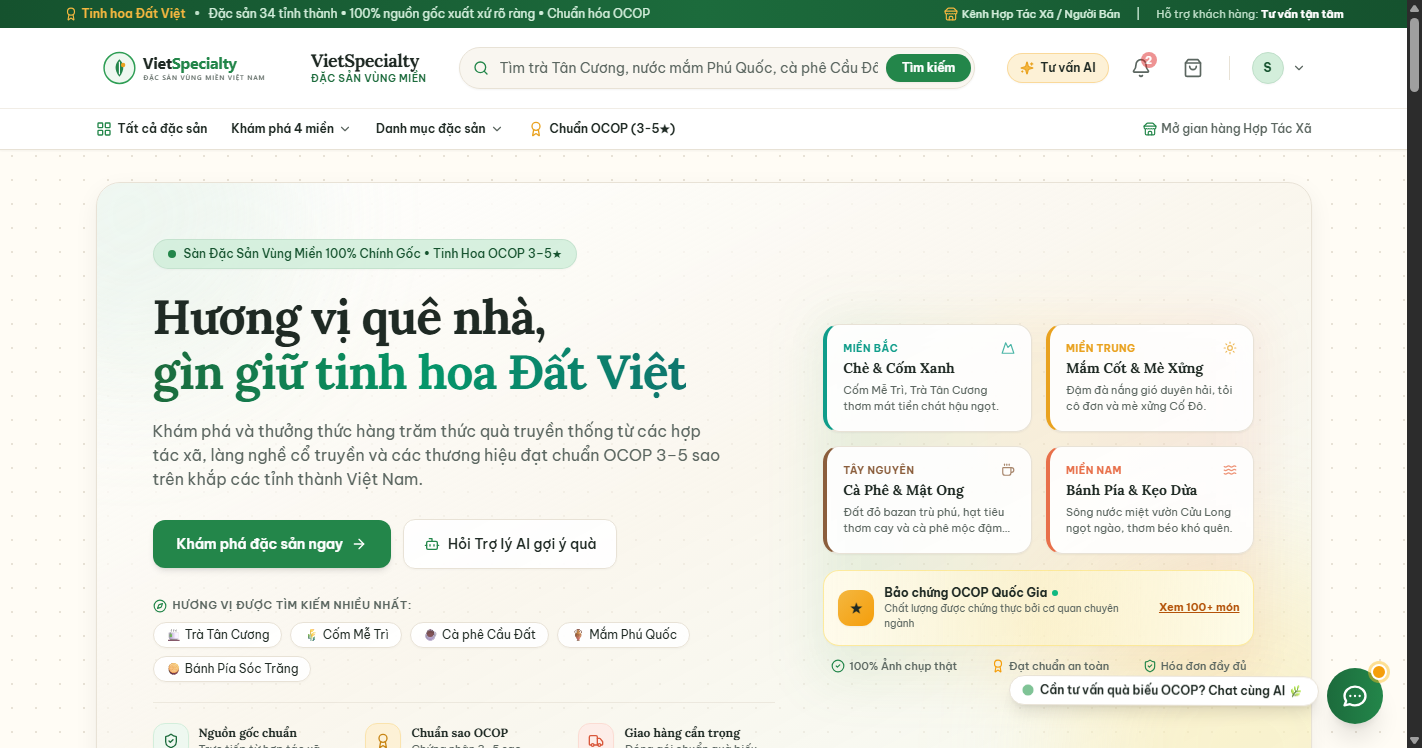 Tinh hoa Đất Việt • Đặc sản 34 tỉnh thành • 100% nguồn gốc xuất xứ rõ ràng • Chuẩn hóa OCOP
Kênh Hợp Tác Xã / Người Bán | Hỗ trợ khách hàng: Tư vấn tận tâm
VietSpecialty
ĐẶC SẢN VÙNG MIỀN VIỆT NAM
VietSpecialty
ĐẶC SẢN VÙNG MIỀN
Tìm trà Tân Cương, nước mắm Phú Quốc, cà phê Cầu Đấ
Tìm kiếm
Tư vấn AI
2
S
Tất cả đặc sản
Khám phá 4 miền
Danh mục đặc sản
Chuẩn OCOP (3-5★)
Mở gian hàng Hợp Tác Xã
Sàn Đặc Sản Vùng Miền 100% Chính Gốc • Tinh Hoa OCOP 3–5★
Hương vị quê nhà,
gìn giữ tinh hoa Đất Việt
Khám phá và thưởng thức hàng trăm thức quà truyền thống từ các hợp
tác xã, làng nghề cổ truyền và các thương hiệu đạt chuẩn OCOP 3–5 sao
trên khắp các tỉnh thành Việt Nam.
Khám phá đặc sản ngay →
Hỏi Trợ lý AI gợi ý quà
HƯƠNG VỊ ĐƯỢC TÌM KIẾM NHIỀU NHẤT:
Trà Tân Cương
Cốm Mễ Trì
Cà phê Cầu Đất
Mắm Phú Quốc
Bánh Pía Sóc Trăng
Nguồn gốc chuẩn
Chuẩn sao OCOP
Giao hàng cẩn trọng
MIỀN BẮC
Chè & Cốm Xanh
Cốm Mễ Trì, Trà Tân Cương
thơm mát tiền chát hậu ngọt.
MIỀN TRUNG
Mắm Cốt & Mè Xửng
Đậm đà nắng gió duyên hải, tỏi
cô đơn và mè xửng Cố Đô.
TÂY NGUYÊN
Cà Phê & Mật Ong
Đất đỏ bazan trù phú, hạt tiêu
thơm cay và cà phê mộc đậm...
MIỀN NAM
Bánh Pía & Kẹo Dừa
Sông nước miệt vườn Cửu Long
ngọt ngào, thơm béo khó quên.
★
Bảo chứng OCOP Quốc Gia
Chất lượng được chứng thực bởi cơ quan chuyên
ngành
Xem 100+ món
100% Ảnh chụp thật
Đạt chuẩn an toàn
Hóa đơn đầy đủ
Cần tư vấn quà biếu OCOP? Chat cùng AI